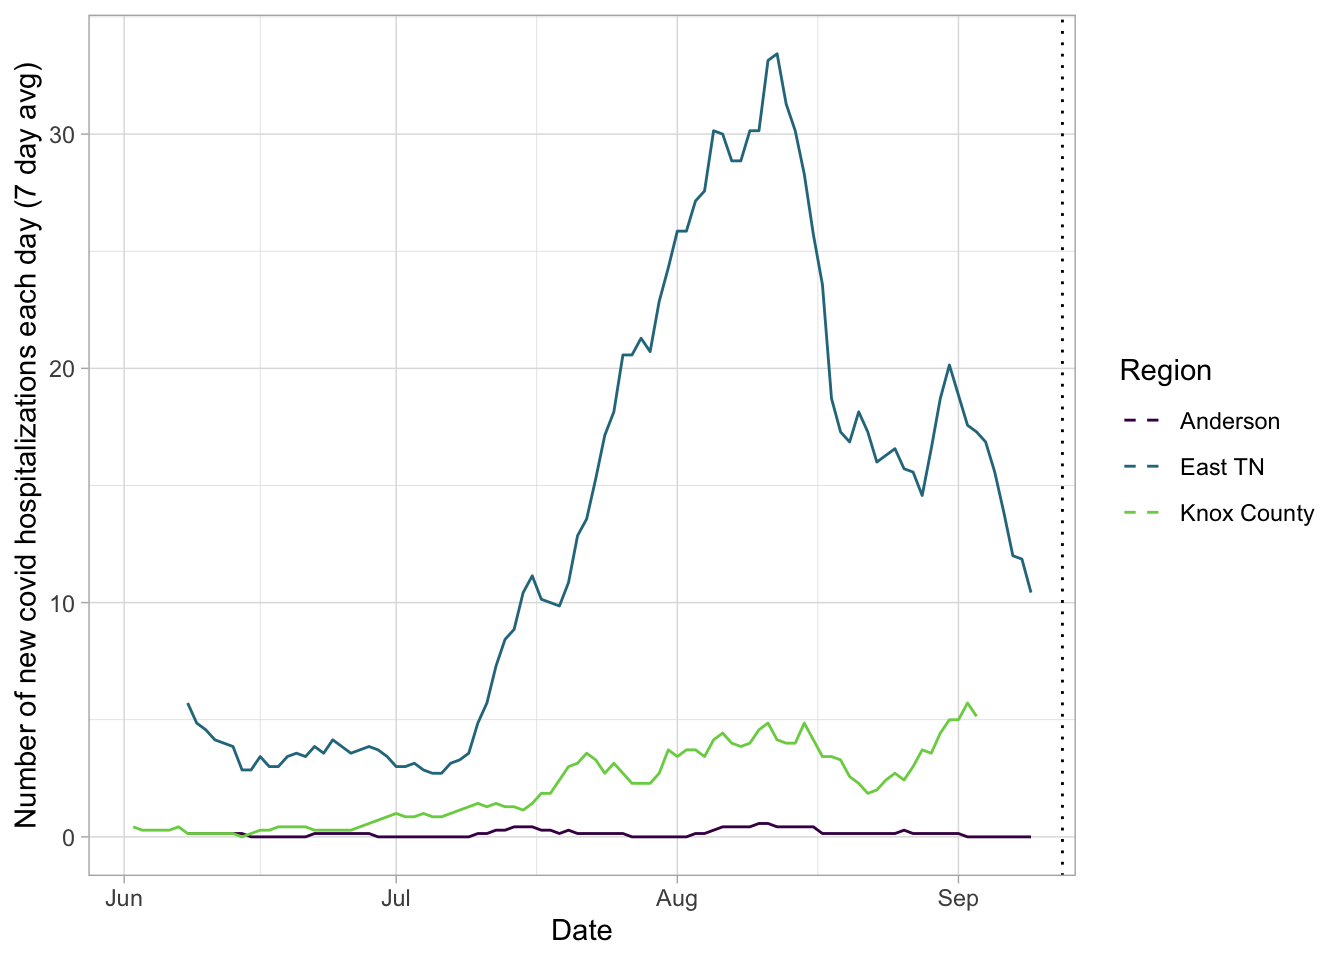 Number of new covid hospitalizations each day (7 day avg)
30
20
10
0
Jun Jul Aug Sep
Date
Region
Anderson
East TN
Knox County